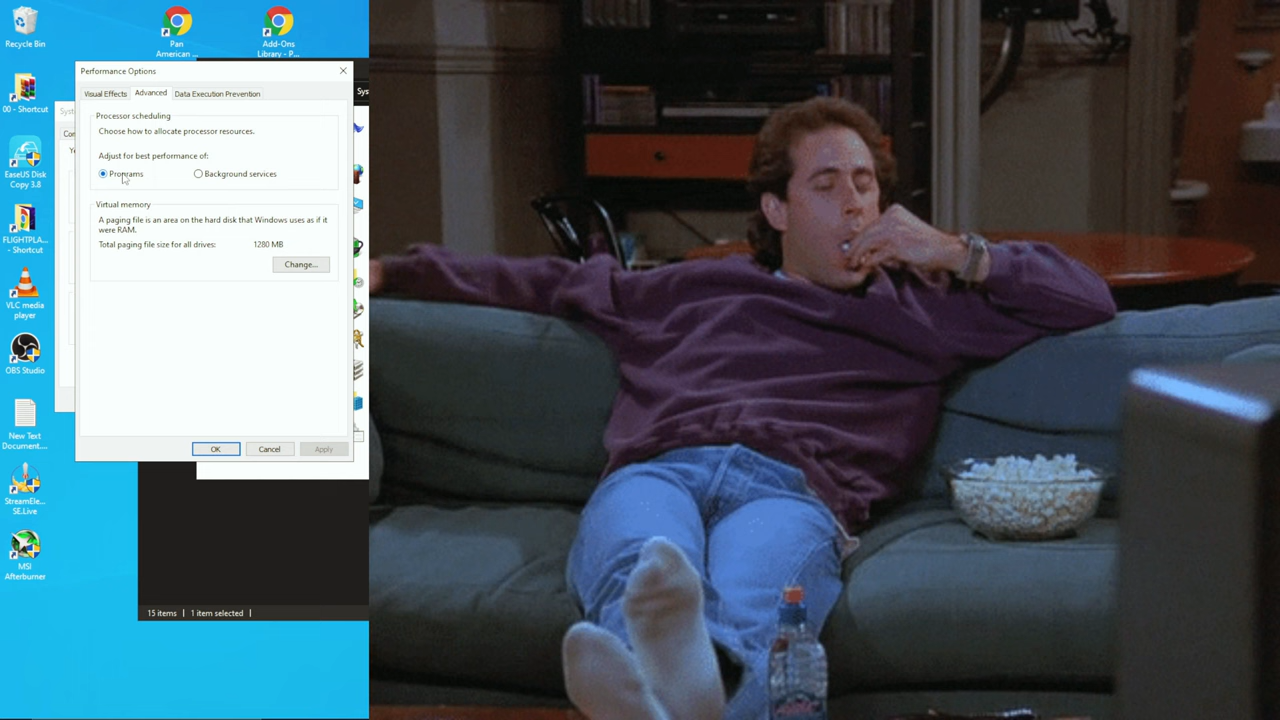 Recycle Bin
Pan
American ...
Add-Ons
Library - P...
00 - Shortcut
EaseUS Disk
Copy 3.8
FLIGHTPLA...
- Shortcut
VLC media
player
OBS Studio
New Text
Document....
StreamEle...
SE.Live
MSI
Afterburner
Performance Options
Visual Effects
Advanced
Data Execution Prevention
Processor scheduling
Choose how to allocate processor resources.
Adjust for best performance of:
Programs
Background services
Virtual memory
A paging file is an area on the hard disk that Windows uses as if it
were RAM.
Total paging file size for all drives:
1280 MB
Change...
OK
Cancel
Apply
Sys
Syst
Con
Ye
15 items
1 item selected